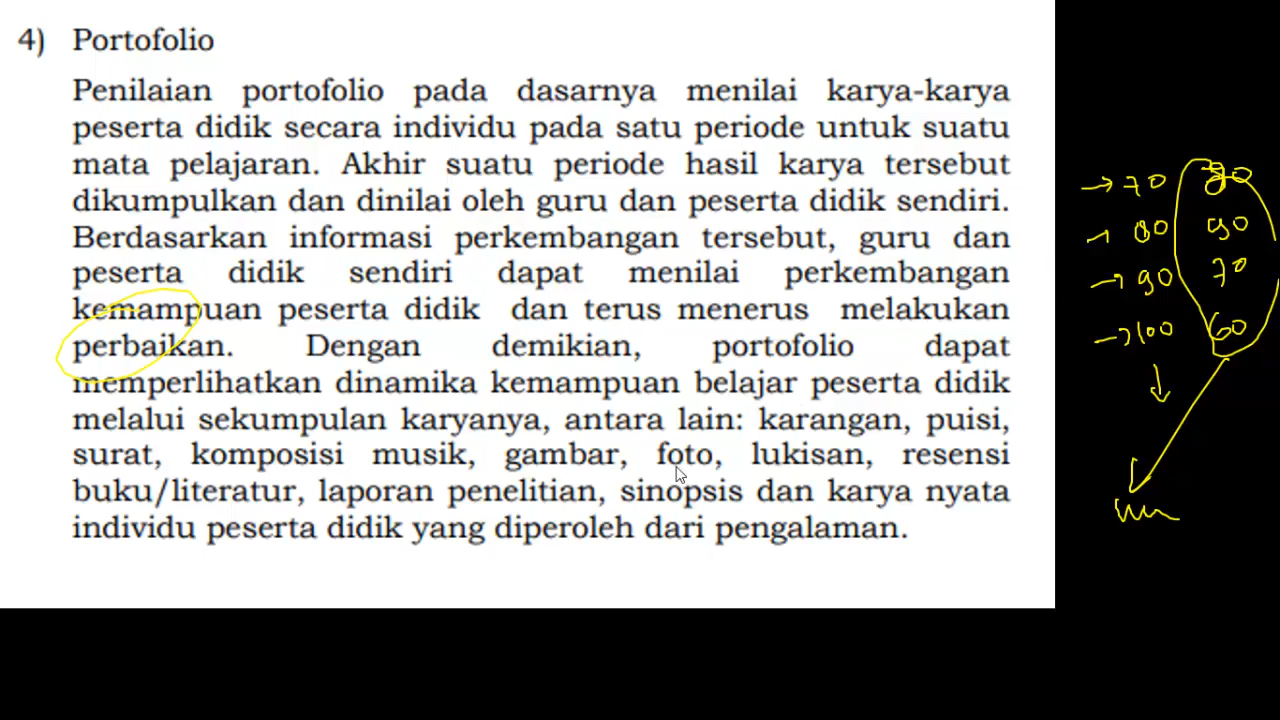 4) Portofolio
Penilaian portofolio pada dasarnya menilai karya-karya
peserta didik secara individu pada satu periode untuk suatu
mata pelajaran. Akhir suatu periode hasil karya tersebut
dikumpulkan dan dinilai oleh guru dan peserta didik sendiri.
Berdasarkan informasi perkembangan tersebut, guru dan
peserta didik sendiri dapat menilai perkembangan
kemampuan peserta didik dan terus menerus melakukan
perbaikan. Dengan demikian, portofolio dapat
memperlihatkan dinamika kemampuan belajar peserta didik
melalui sekumpulan karyanya, antara lain: karangan, puisi,
surat, komposisi musik, gambar, foto, lukisan, resensi
buku/literatur, laporan penelitian, sinopsis dan karya nyata
individu peserta didik yang diperoleh dari pengalaman.
→ 70
→ 80 90
→ 90 70
→ 100 60